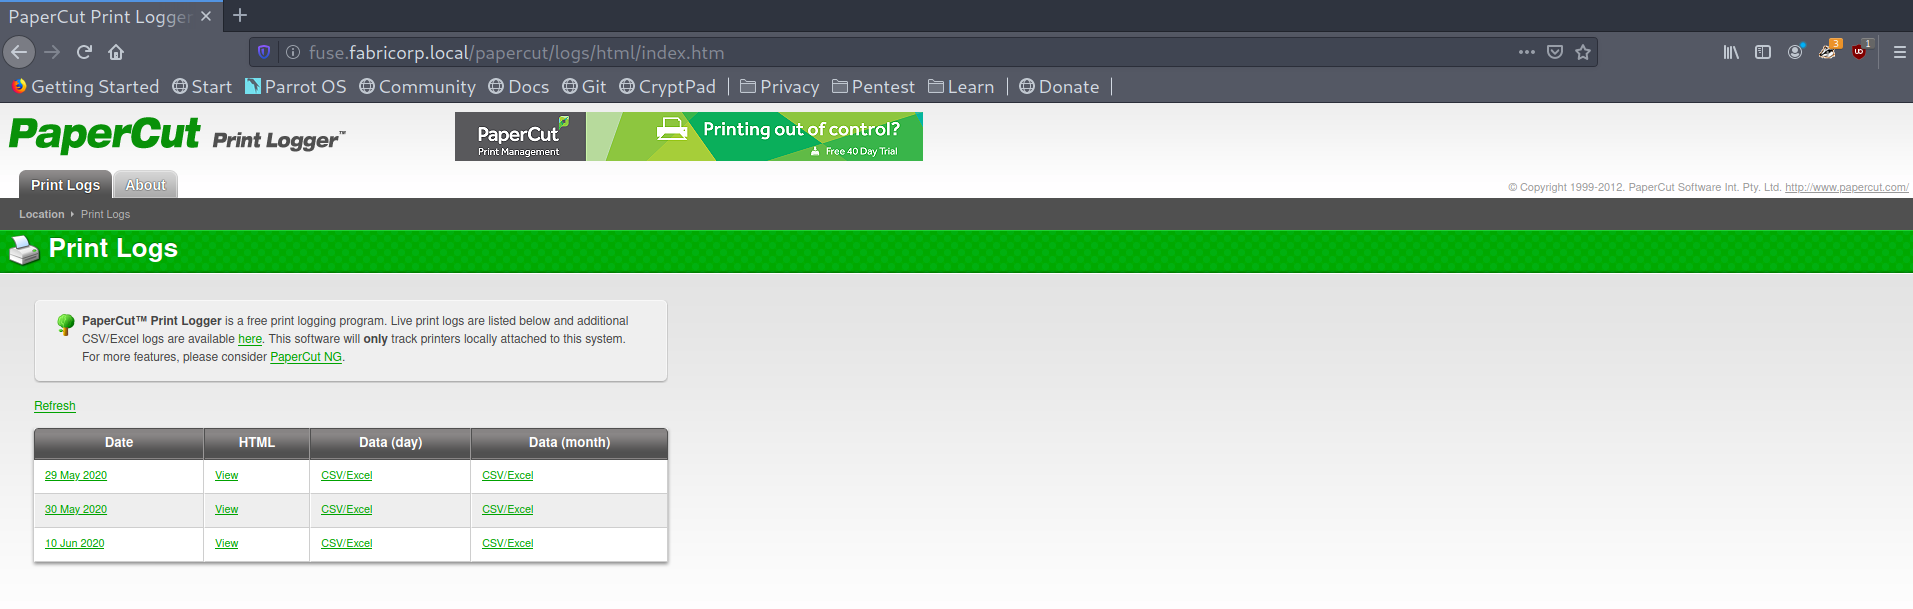 PaperCut Print Logger
fuse.fabricorp.local/papercut/logs/html/index.htm
3
1
Getting Started Start Parrot OS Community Docs Git CryptPad Privacy Pentest Learn Donate
PaperCut Print Logger™
PaperCut
Print Management
Printing out of control?
Free 40 Day Trial
Print Logs About
© Copyright 1999-2012. PaperCut Software Int. Pty. Ltd. http://www.papercut.com/
Location Print Logs
Print Logs
PaperCut™ Print Logger is a free print logging program. Live print logs are listed below and additional
CSV/Excel logs are available here. This software will only track printers locally attached to this system.
For more features, please consider PaperCut NG.
Refresh
Date HTML Data (day) Data (month)
29 May 2020 View CSV/Excel CSV/Excel
30 May 2020 View CSV/Excel CSV/Excel
10 Jun 2020 View CSV/Excel CSV/Excel